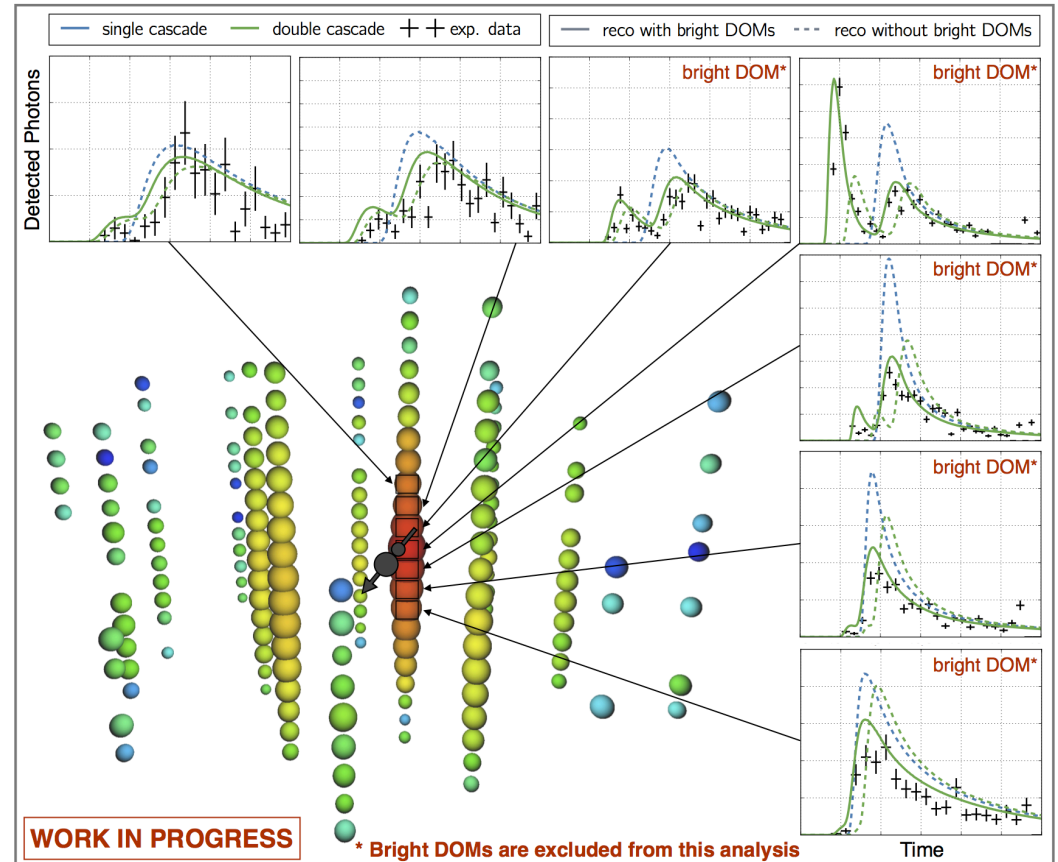 single cascade double cascade exp. data
reco with bright DOMs reco without bright DOMs
Detected Photons
bright DOM*
bright DOM*
bright DOM*
bright DOM*
bright DOM*
WORK IN PROGRESS
* Bright DOMs are excluded from this analysis
Time